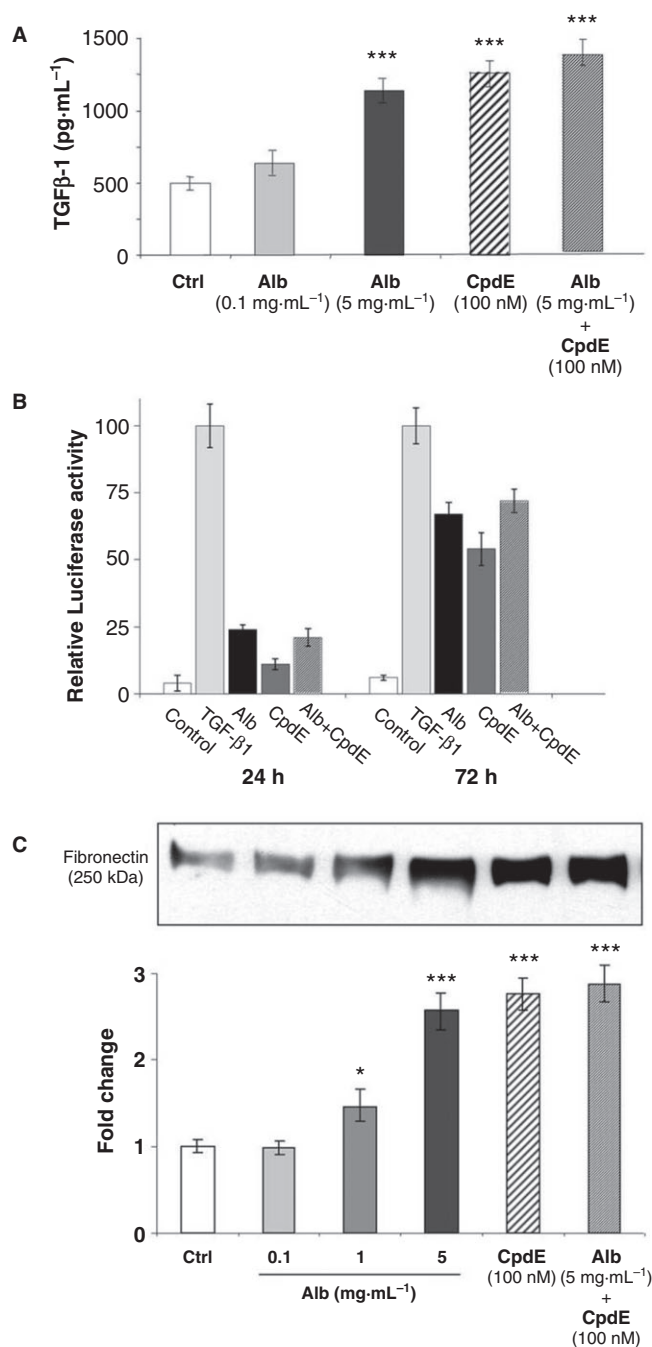 A
1500
1000
500
0
TGFβ-1 (pg·mL⁻¹)
***
***
***
Ctrl
Alb
(0.1 mg·mL⁻¹)
Alb
(5 mg·mL⁻¹)
CpdE
(100 nM)
Alb
(5 mg·mL⁻¹)
+
CpdE
(100 nM)
B
100
75
50
25
0
Relative Luciferase activity
Control
TGF-β1
Alb
CpdE
Alb+CpdE
24 h
Control
TGF-β1
Alb
CpdE
Alb+CpdE
72 h
C
Fibronectin
(250 kDa)
3
2
1
0
Fold change
*
***
***
***
Ctrl
0.1
1
5
Alb (mg·mL⁻¹)
CpdE
(100 nM)
Alb
(5 mg·mL⁻¹)
+
CpdE
(100 nM)